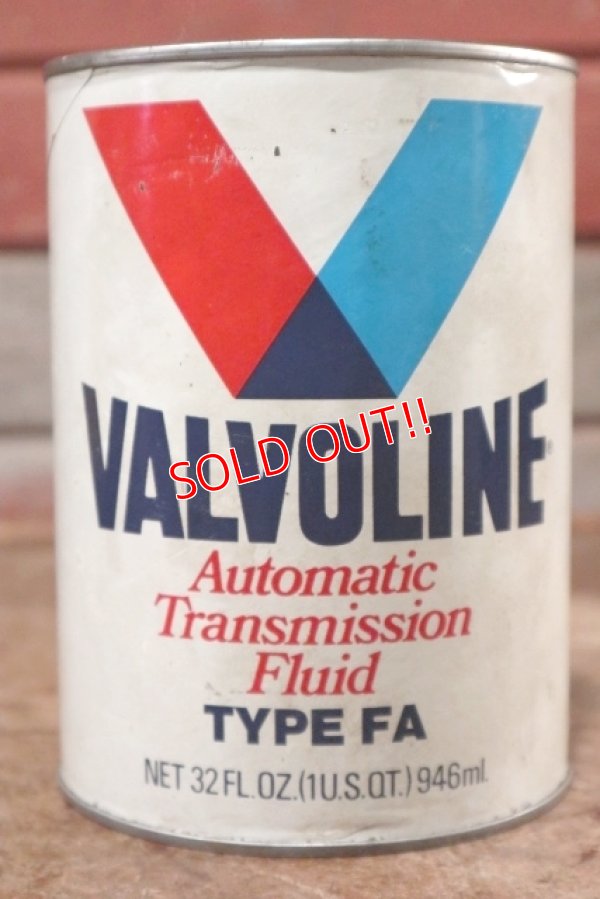 VALVOLINE
SOLD OUT!!
Automatic
Transmission
Fluid
TYPE FA
NET 32 FL. OZ. (1 U.S. QT.) 946ml.